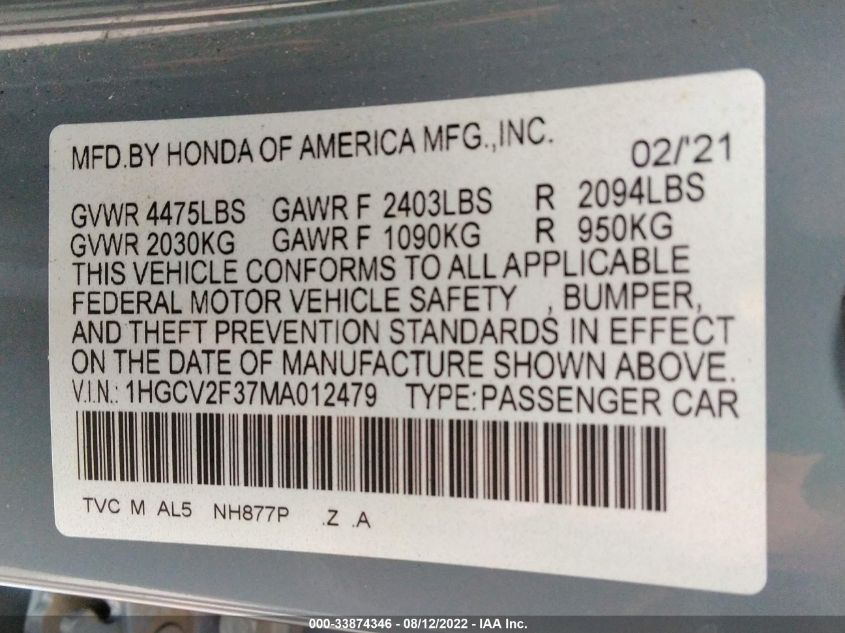 MFD.BY HONDA OF AMERICA MFG.,INC. 02/'21
GVWR 4475LBS GAWR F 2403LBS R 2094LBS
GVWR 2030KG GAWR F 1090KG R 950KG
THIS VEHICLE CONFORMS TO ALL APPLICABLE
FEDERAL MOTOR VEHICLE SAFETY , BUMPER,
AND THEFT PREVENTION STANDARDS IN EFFECT
ON THE DATE OF MANUFACTURE SHOWN ABOVE.
V.I.N.: 1HGCV2F37MA012479 TYPE:PASSENGER CAR
TVC M AL5 NH877P .Z .A
000-33874346 - 08/12/2022 - IAA Inc.